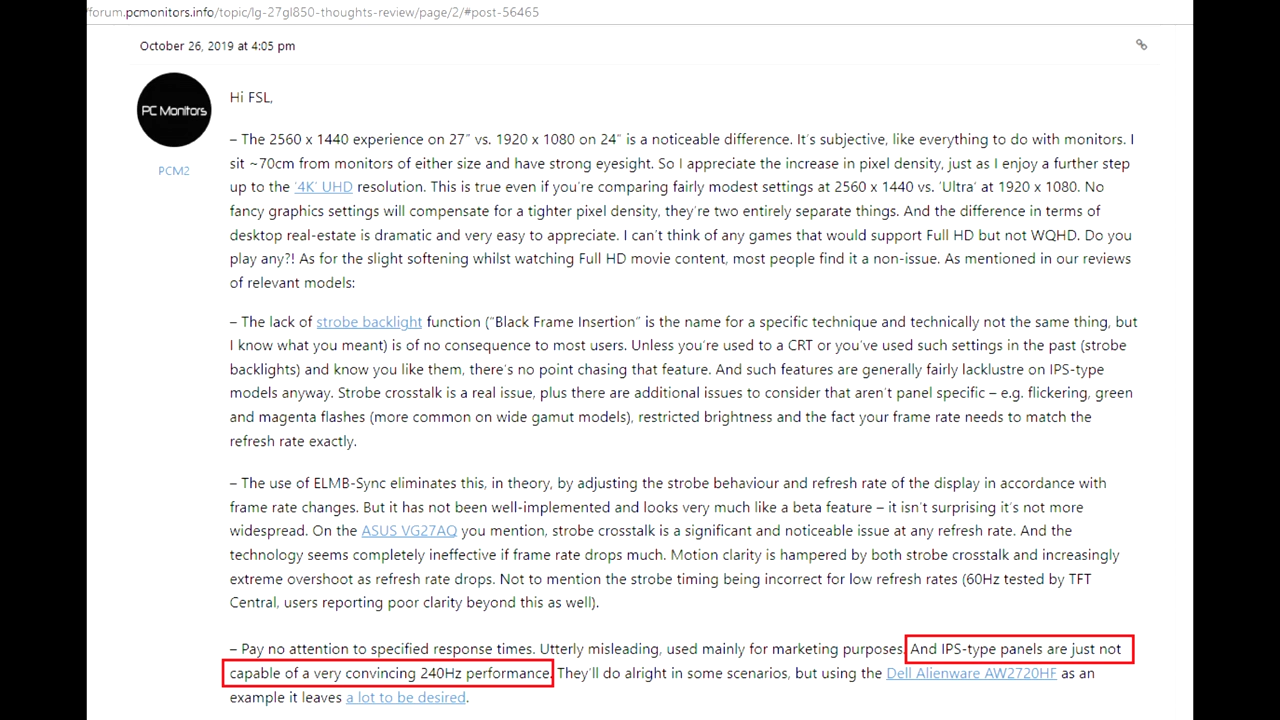 /forum.pcmonitors.info/topic/lg-27gl850-thoughts-review/page/2/#post-56465
October 26, 2019 at 4:05 pm
PC Monitors
PCM2
Hi FSL,
– The 2560 x 1440 experience on 27” vs. 1920 x 1080 on 24” is a noticeable difference. It’s subjective, like everything to do with monitors. I
sit ~70cm from monitors of either size and have strong eyesight. So I appreciate the increase in pixel density, just as I enjoy a further step
up to the ‘4K’ UHD resolution. This is true even if you’re comparing fairly modest settings at 2560 x 1440 vs. ‘Ultra’ at 1920 x 1080. No
fancy graphics settings will compensate for a tighter pixel density, they’re two entirely separate things. And the difference in terms of
desktop real-estate is dramatic and very easy to appreciate. I can’t think of any games that would support Full HD but not WQHD. Do you
play any?! As for the slight softening whilst watching Full HD movie content, most people find it a non-issue. As mentioned in our reviews
of relevant models:
– The lack of strobe backlight function (“Black Frame Insertion” is the name for a specific technique and technically not the same thing, but
I know what you meant) is of no consequence to most users. Unless you’re used to a CRT or you’ve used such settings in the past (strobe
backlights) and know you like them, there’s no point chasing that feature. And such features are generally fairly lacklustre on IPS-type
models anyway. Strobe crosstalk is a real issue, plus there are additional issues to consider that aren’t panel specific – e.g. flickering, green
and magenta flashes (more common on wide gamut models), restricted brightness and the fact your frame rate needs to match the
refresh rate exactly.
– The use of ELMB-Sync eliminates this, in theory, by adjusting the strobe behaviour and refresh rate of the display in accordance with
frame rate changes. But it has not been well-implemented and looks very much like a beta feature – it isn’t surprising it’s not more
widespread. On the ASUS VG27AQ you mention, strobe crosstalk is a significant and noticeable issue at any refresh rate. And the
technology seems completely ineffective if frame rate drops much. Motion clarity is hampered by both strobe crosstalk and increasingly
extreme overshoot as refresh rate drops. Not to mention the strobe timing being incorrect for low refresh rates (60Hz tested by TFT
Central, users reporting poor clarity beyond this as well).
– Pay no attention to specified response times. Utterly misleading, used mainly for marketing purposes. And IPS-type panels are just not
capable of a very convincing 240Hz performance. They’ll do alright in some scenarios, but using the Dell Alienware AW2720HF as an
example it leaves a lot to be desired.